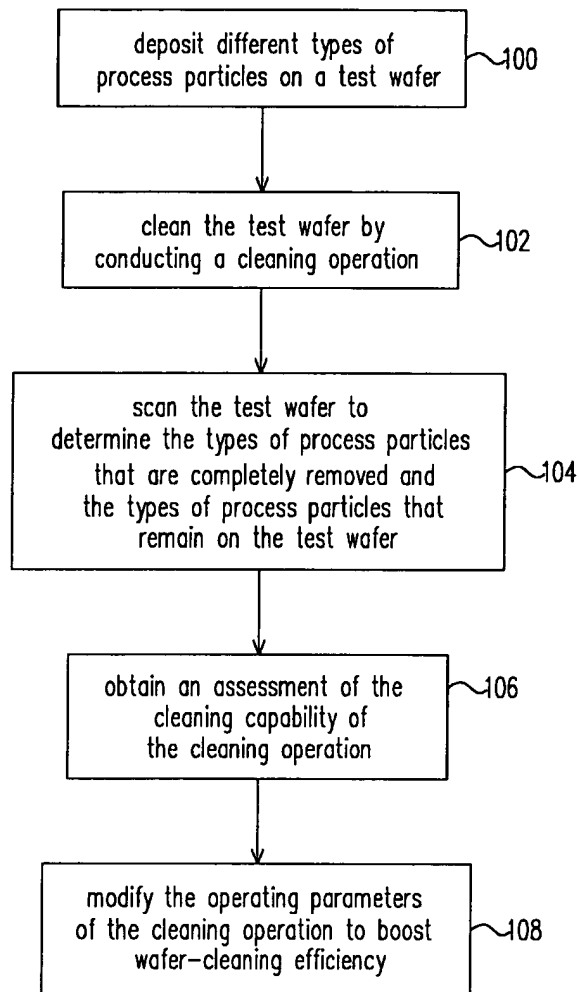 deposit different types of
process particles on a test wafer
100
clean the test wafer by
conducting a cleaning operation
102
scan the test wafer to
determine the types of process particles
that are completely removed and
the types of process particles that
remain on the test wafer
104
obtain an assessment of the
cleaning capability of
the cleaning operation
106
modify the operating parameters
of the cleaning operation to boost
wafer-cleaning efficiency
108